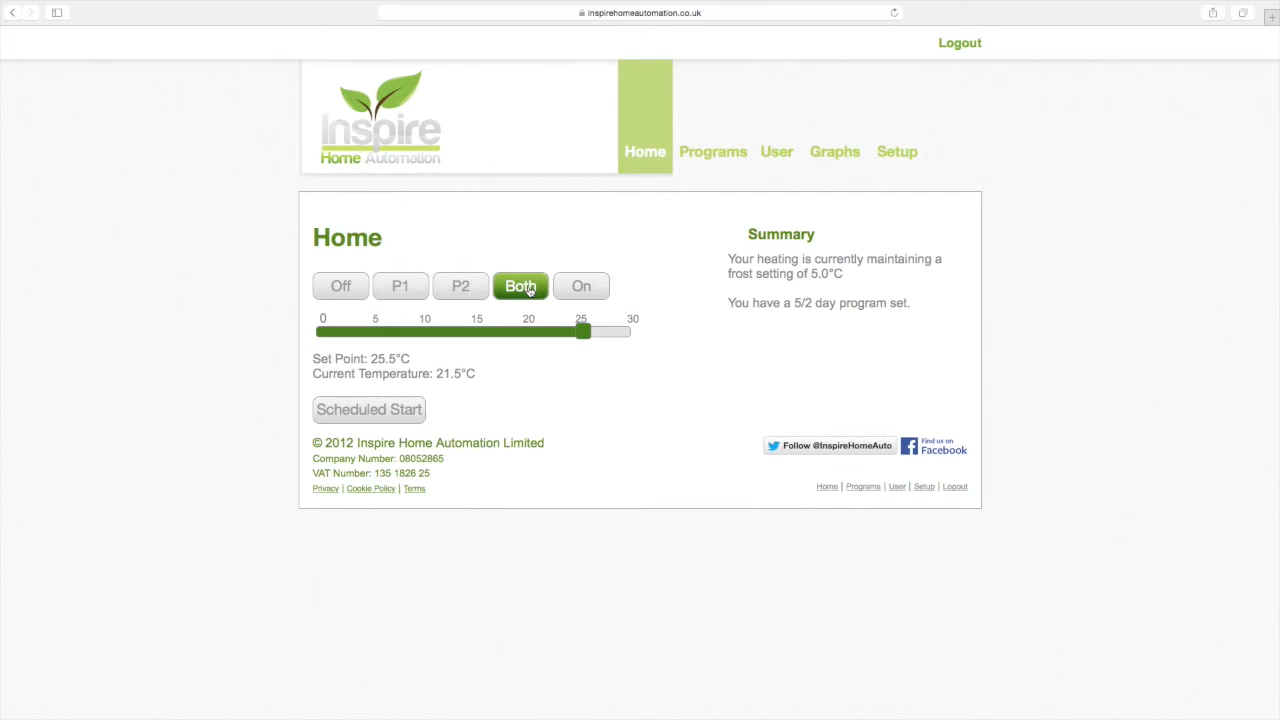 inspirehomeautomation.co.uk
Logout
Inspire
Home Automation
Home Programs User Graphs Setup
Home
Off P1 P2 Both On
0 5 10 15 20 25 30
Set Point: 25.5°C
Current Temperature: 21.5°C
Scheduled Start
Summary
Your heating is currently maintaining a
frost setting of 5.0°C
You have a 5/2 day program set.
© 2012 Inspire Home Automation Limited
Company Number: 08052865
VAT Number: 135 1826 25
Privacy | Cookie Policy | Terms
Follow @InspireHomeAuto
Find us on
Facebook
Home | Programs | User | Setup | Logout